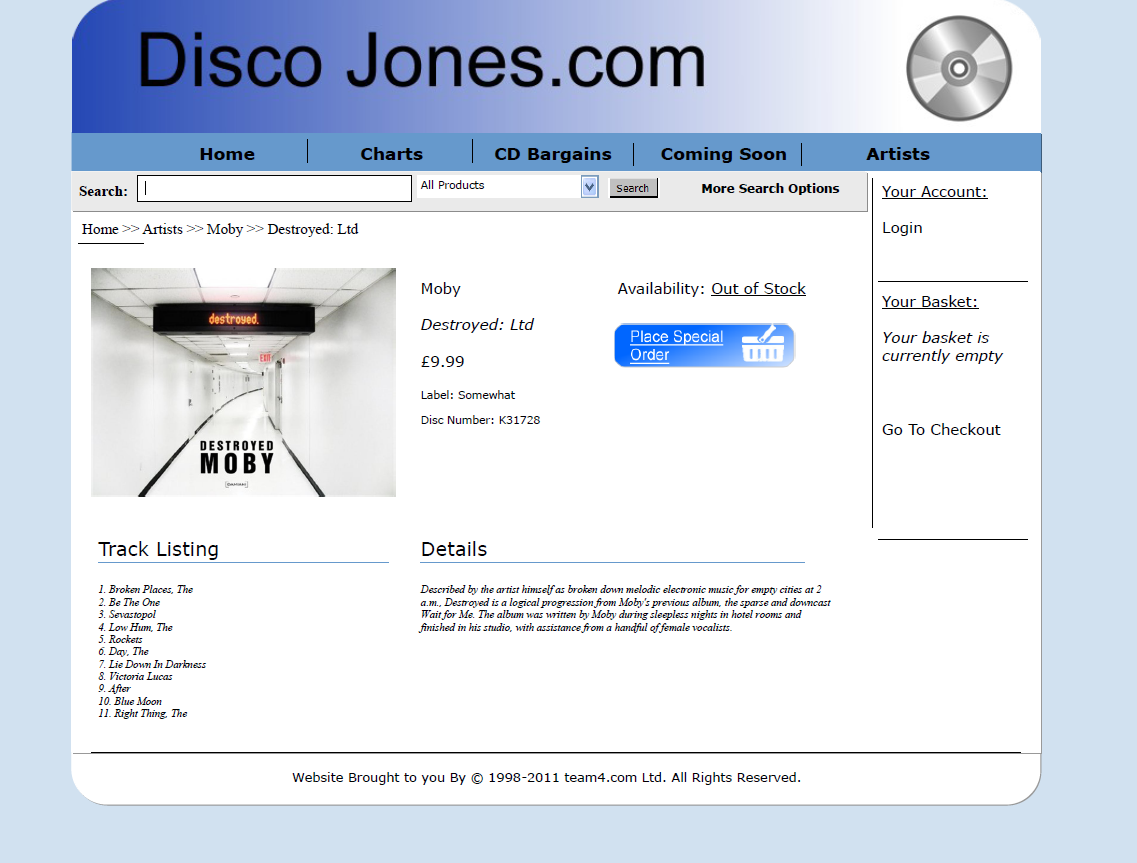 Disco Jones.com
Home
Charts
CD Bargains
Coming Soon
Artists
Search:
All Products
Search
More Search Options
Your Account:
Login
Home >> Artists >> Moby >> Destroyed: Ltd
destroyed.
EXIT
DESTROYED
MOBY
Moby
Destroyed: Ltd
£9.99
Label: Somewhat
Disc Number: K31728
Availability: Out of Stock
Place Special
Order
Your Basket:
Your basket is
currently empty
Go To Checkout
Track Listing
1. Broken Places, The
2. Be The One
3. Sevastopol
4. Low Hum, The
5. Rockets
6. Day, The
7. Lie Down In Darkness
8. Victoria Lucas
9. After
10. Blue Moon
11. Right Thing, The
Details
Described by the artist himself as broken down melodic electronic music for empty cities at 2
a.m., Destroyed is a logical progression from Moby's previous album, the sparse and downcast
Wait for Me. The album was written by Moby during sleepless nights in hotel rooms and
finished in his studio, with assistance from a handful of female vocalists.
Website Brought to you By © 1998-2011 team4.com Ltd. All Rights Reserved.